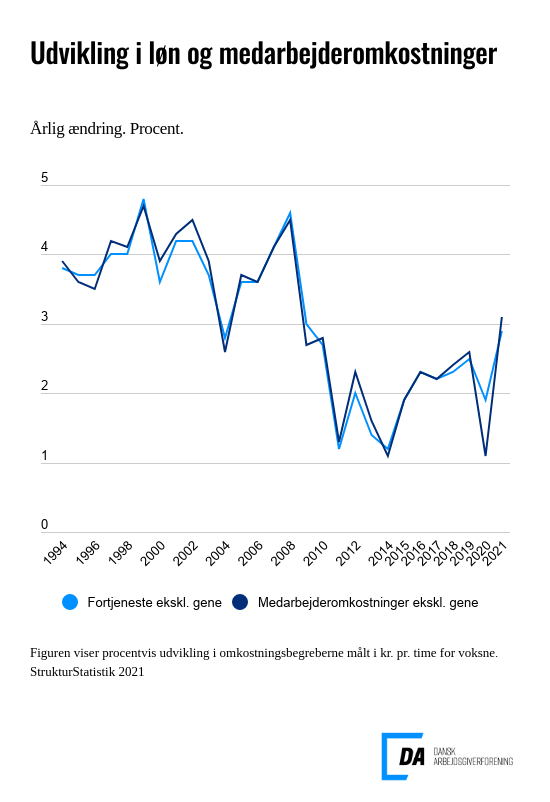 Udvikling i løn og medarbejderomkostninger
Årlig ændring. Procent.
5
4
3
2
1
0
1994 1996 1998 2000 2002 2004 2006 2008 2010 2012 2014 2015 2016 2017 2018 2019 2020 2021
Fortjeneste ekskl. gene Medarbejderomkostninger ekskl. gene
Figuren viser procentvis udvikling i omkostningsbegreberne målt i kr. pr. time for voksne.
StrukturStatistik 2021
DA DANSK
ARBEJDSGIVERFORENING